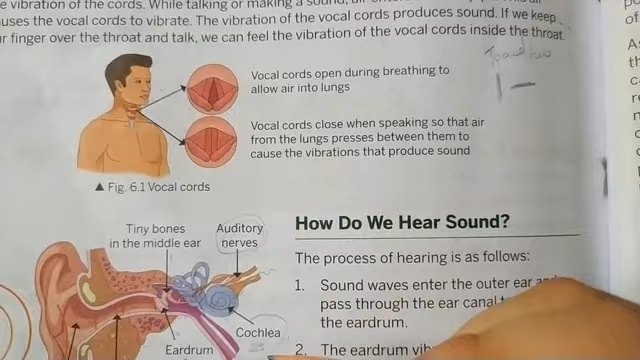 e vibration of the cords. While talking or making a sound, air
uses the vocal cords to vibrate. The vibration of the vocal cords produces sound. If we keep
r finger over the throat and talk, we can feel the vibration of the vocal cords inside the throat.
Vocal cords open during breathing to
allow air into lungs
Vocal cords close when speaking so that air
from the lungs presses between them to
cause the vibrations that produce sound
▲ Fig. 6.1 Vocal cords
Tiny bones
in the middle ear
Auditory
nerves
Cochlea
Eardrum
How Do We Hear Sound?
The process of hearing is as follows:
1. Sound waves enter the outer ear and
pass through the ear canal
the eardrum.
2. The eardrum vib